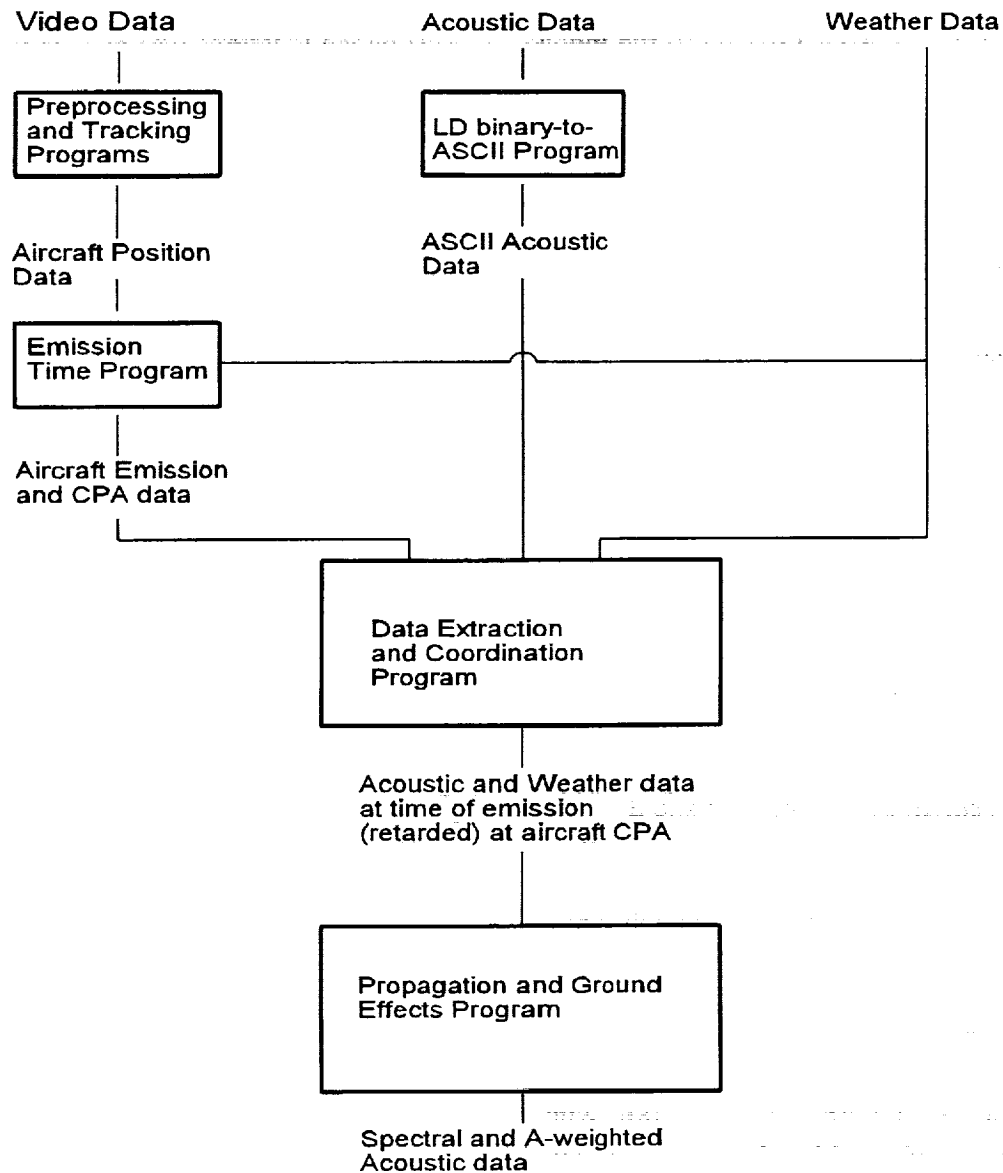 Video Data
Acoustic Data
Weather Data
Preprocessing
and Tracking
Programs
LD binary-to-
ASCII Program
Aircraft Position
Data
ASCII Acoustic
Data
Emission
Time Program
Aircraft Emission
and CPA data
Data Extraction
and Coordination
Program
Acoustic and Weather data
at time of emission
(retarded) at aircraft CPA
Propagation and Ground
Effects Program
Spectral and A-weighted
Acoustic data